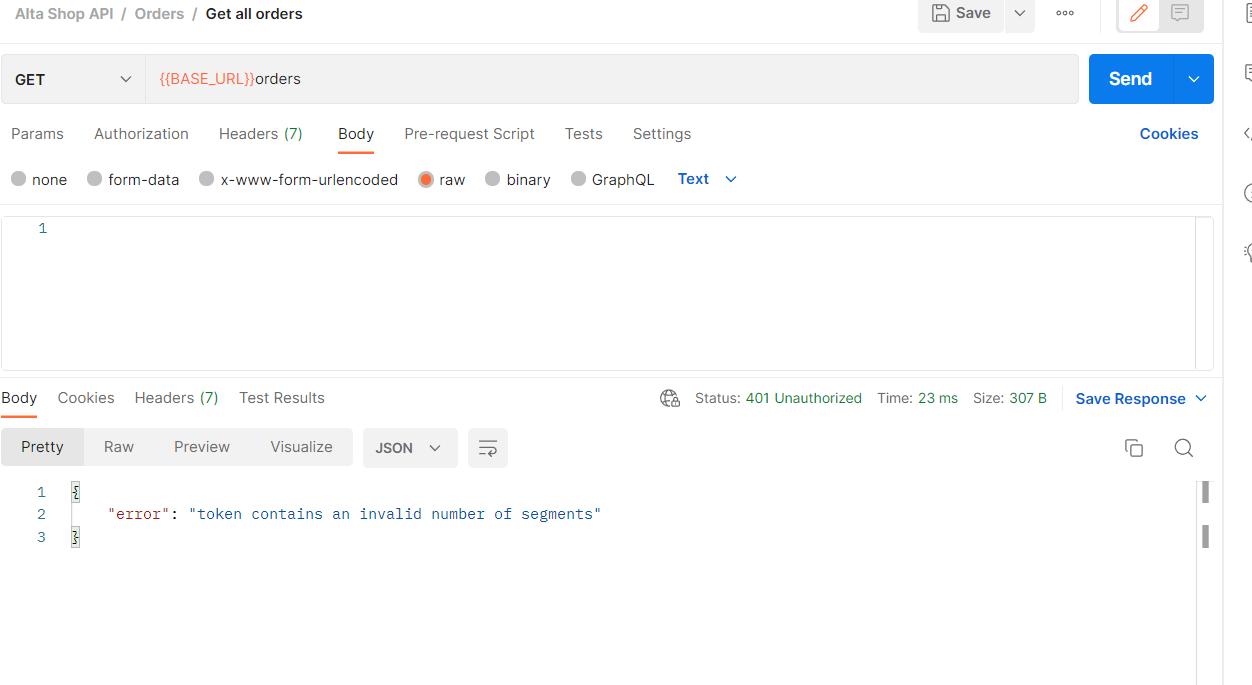 Alta Shop API / Orders / Get all orders
Save
GET
{{BASE_URL}}orders
Send
Params Authorization Headers (7) Body Pre-request Script Tests Settings Cookies
none form-data x-www-form-urlencoded raw binary GraphQL Text
1
Body Cookies Headers (7) Test Results Status: 401 Unauthorized Time: 23 ms Size: 307 B Save Response
Pretty Raw Preview Visualize JSON
1 {
2 "error": "token contains an invalid number of segments"
3 }